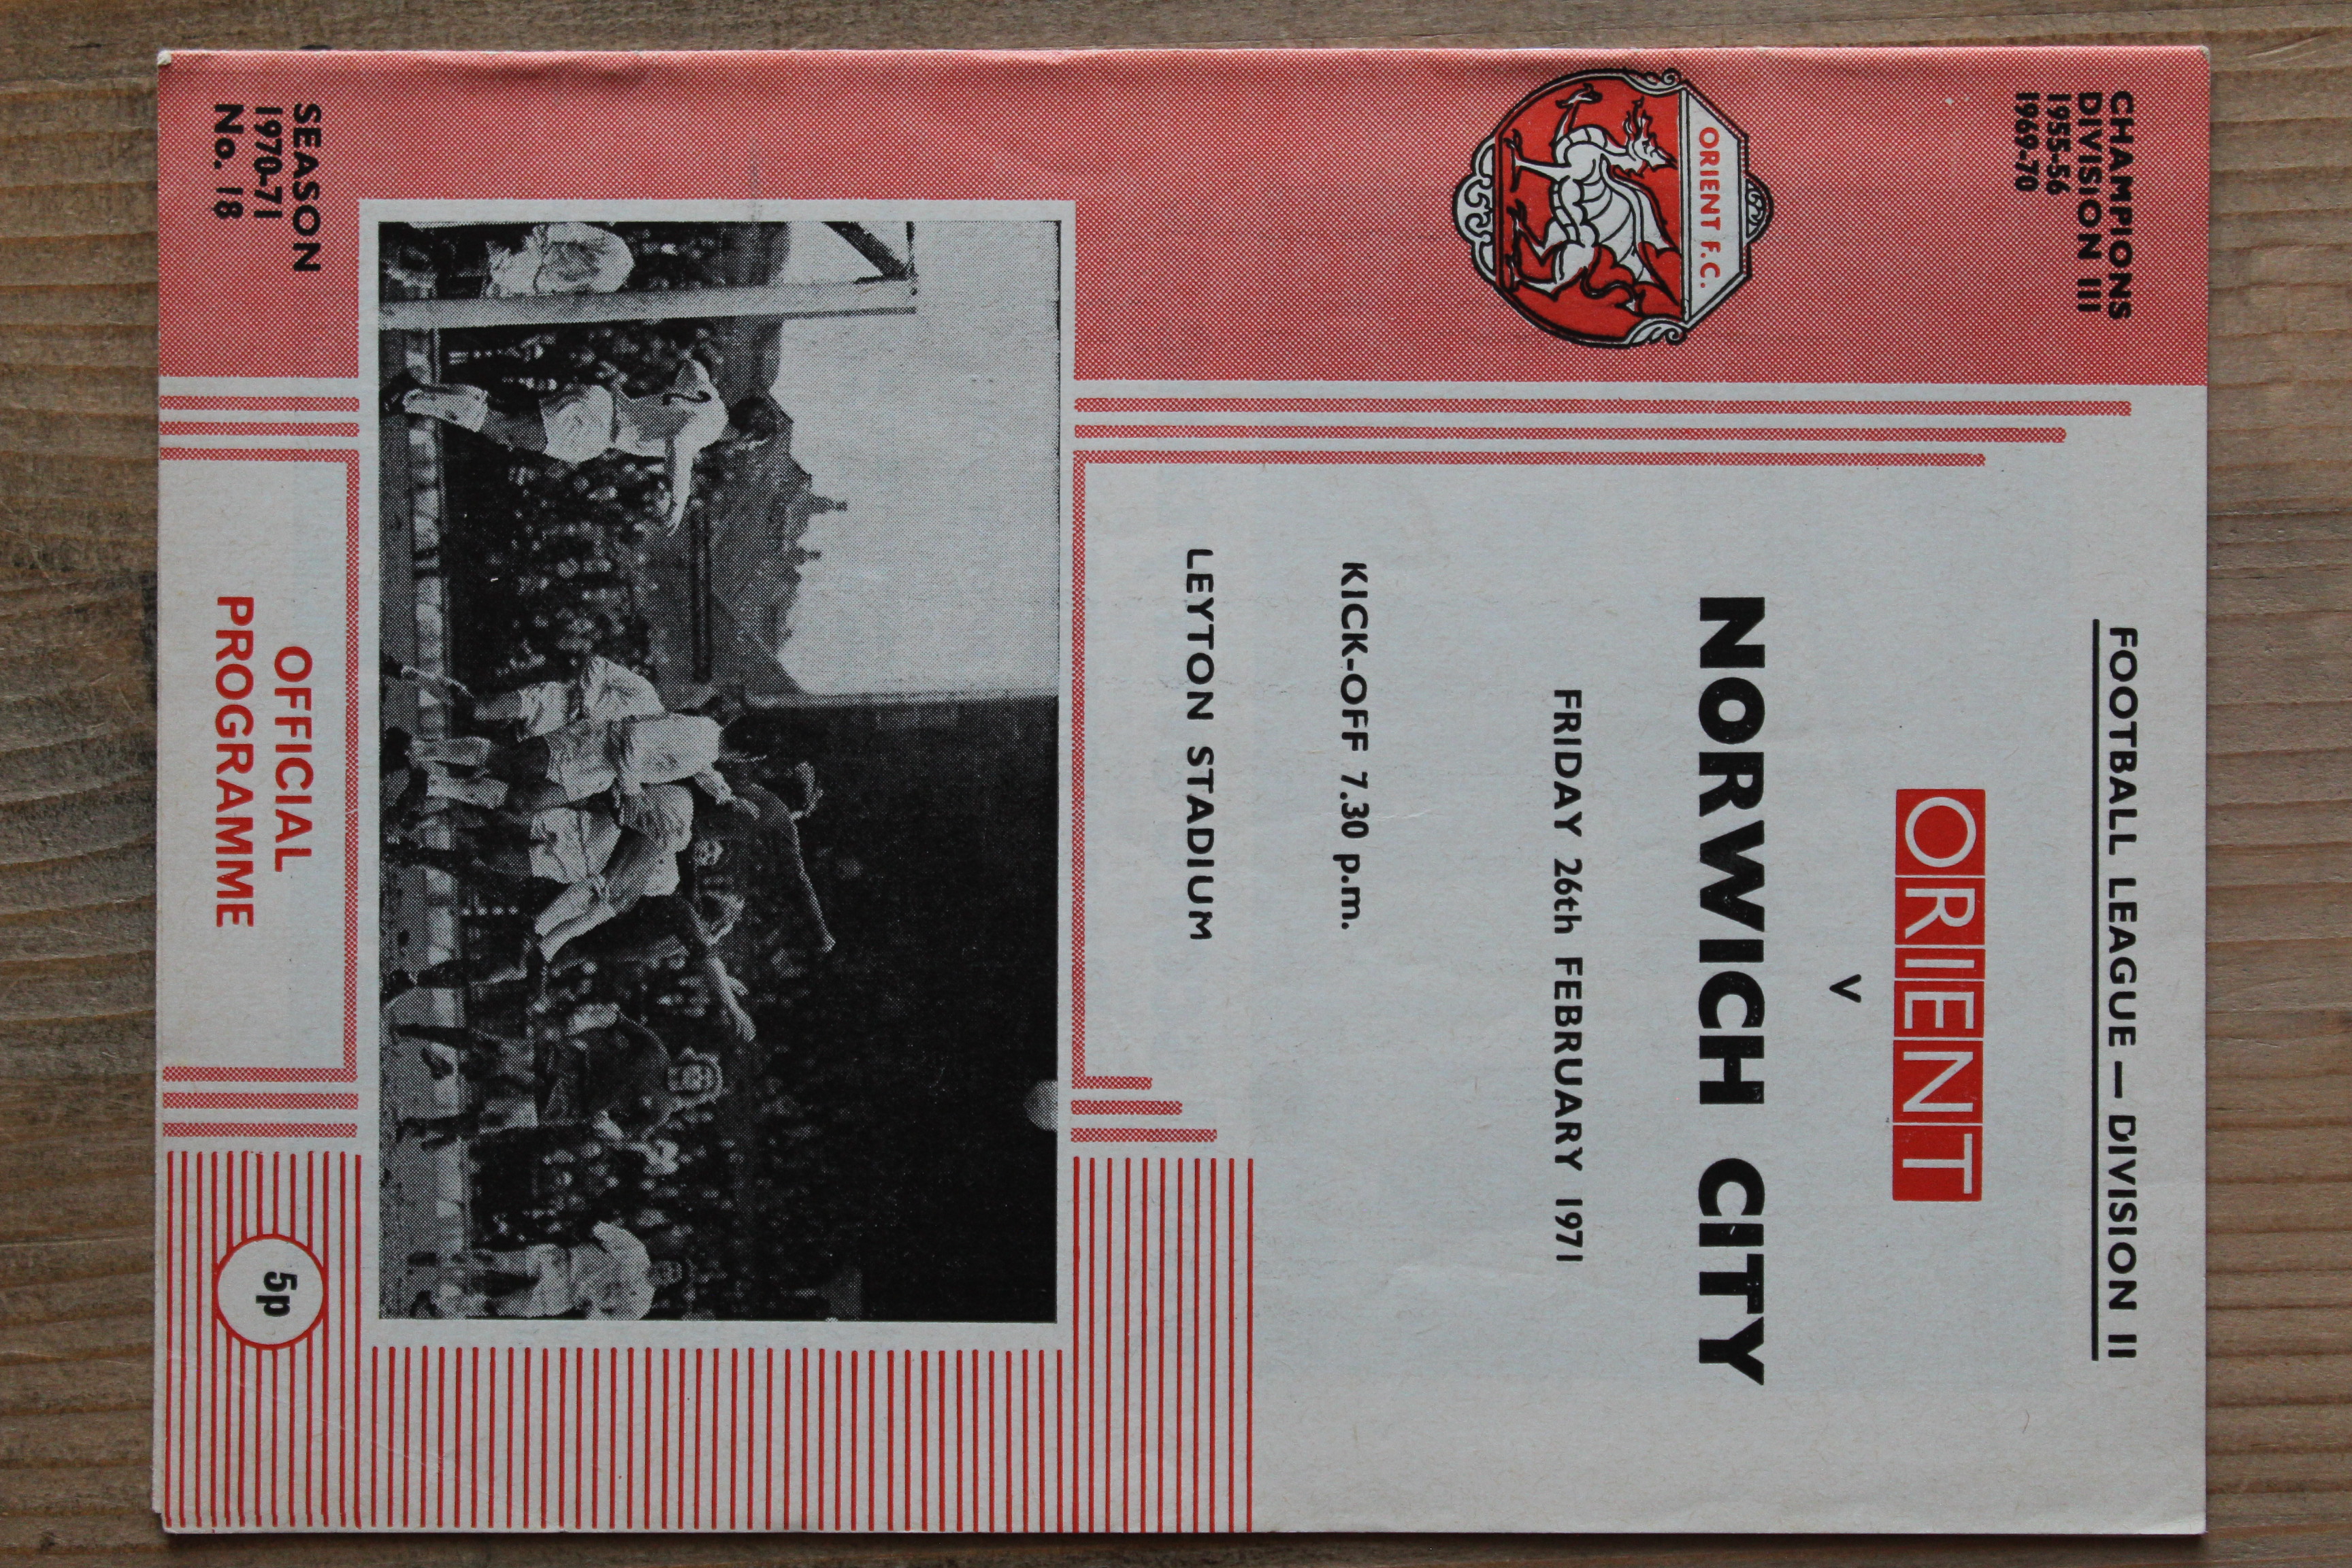 CHAMPIONS
DIVISION III
1955-56
1969-70
ORIENT F.C.
FOOTBALL LEAGUE — DIVISION II
ORIENT
v
NORWICH CITY
FRIDAY 26th FEBRUARY 1971
KICK-OFF 7.30 p.m.
LEYTON STADIUM
SEASON
1970-71
No. 18
OFFICIAL
PROGRAMME
5p